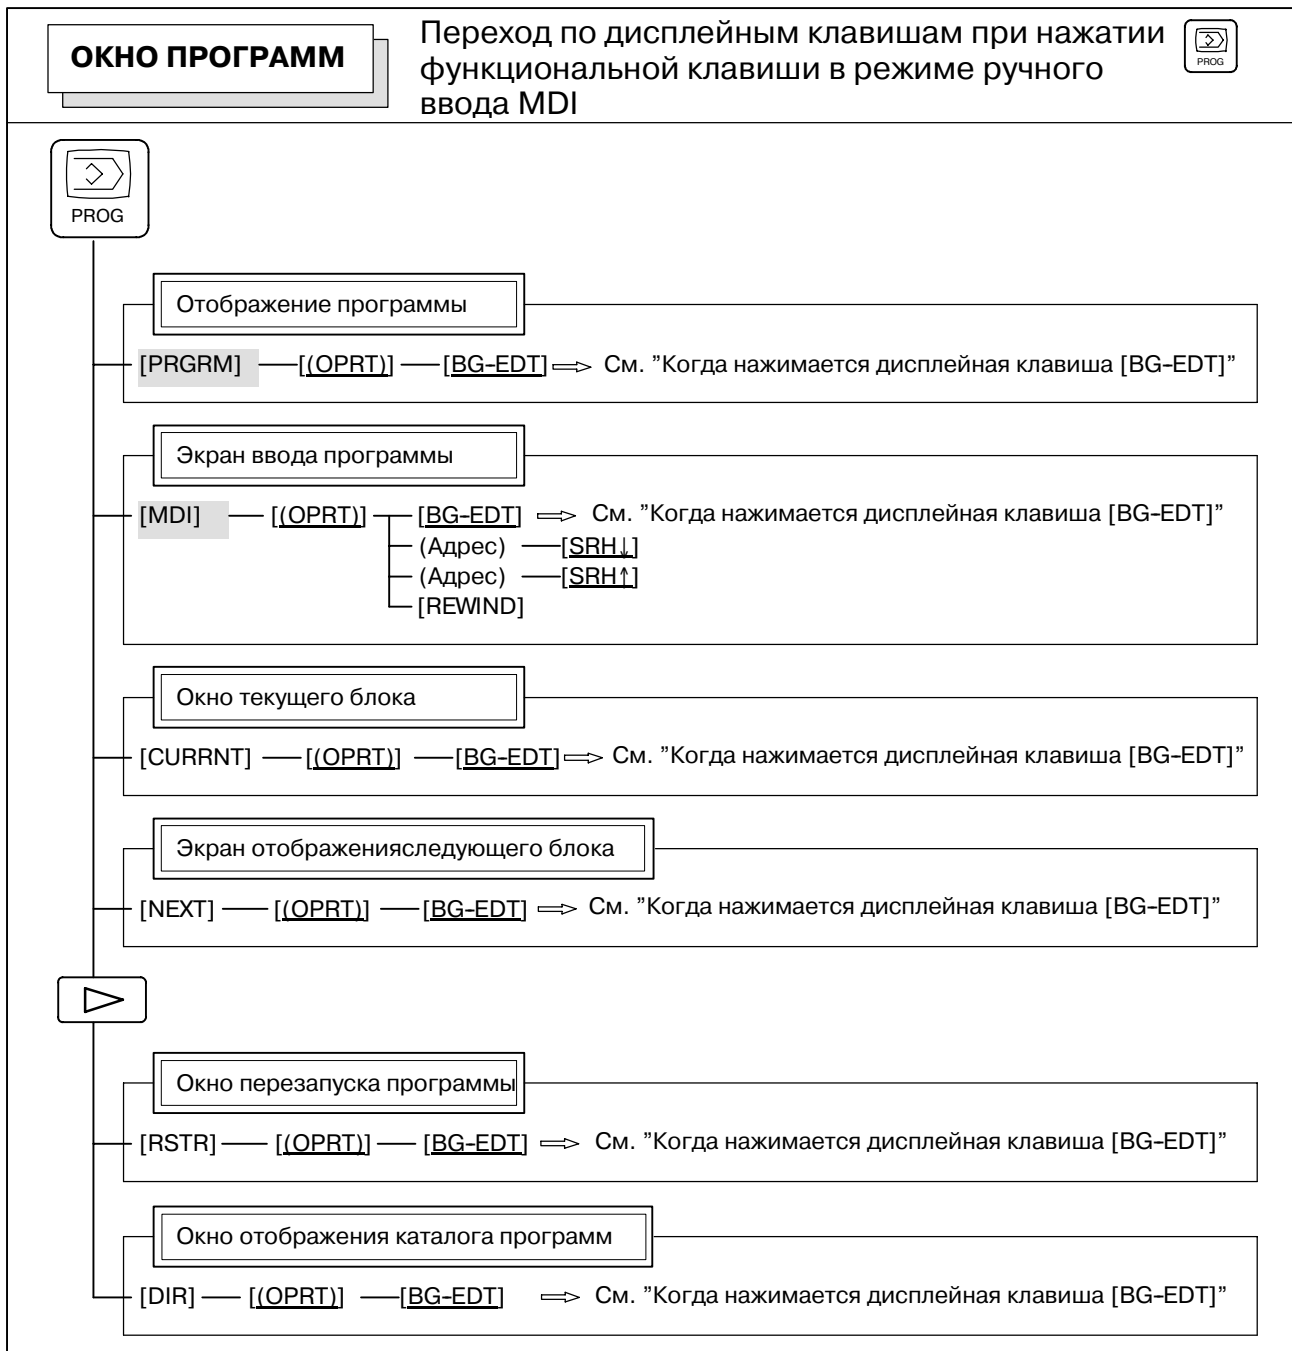 ОКНО ПРОГРАММ
Переход по дисплейным клавишам при нажатии
функциональной клавиши в режиме ручного
ввода MDI
PROG
PROG
Отображение программы
[PRGRM] [(OPRT)] [BG-EDT] См. ”Когда нажимается дисплейная клавиша [BG-EDT]”
Экран ввода программы
[MDI] [(OPRT)] [BG-EDT] См. ”Когда нажимается дисплейная клавиша [BG-EDT]”
(Адрес) [SRH↓]
(Адрес) [SRH↑]
[REWIND]
Окно текущего блока
[CURRNT] [(OPRT)] [BG-EDT] См. ”Когда нажимается дисплейная клавиша [BG-EDT]”
Экран отображенияследующего блока
[NEXT] [(OPRT)] [BG-EDT] См. ”Когда нажимается дисплейная клавиша [BG-EDT]”
Окно перезапуска программы
[RSTR] [(OPRT)] [BG-EDT] См. ”Когда нажимается дисплейная клавиша [BG-EDT]”
Окно отображения каталога программ
[DIR] [(OPRT)] [BG-EDT] См. ”Когда нажимается дисплейная клавиша [BG-EDT]”